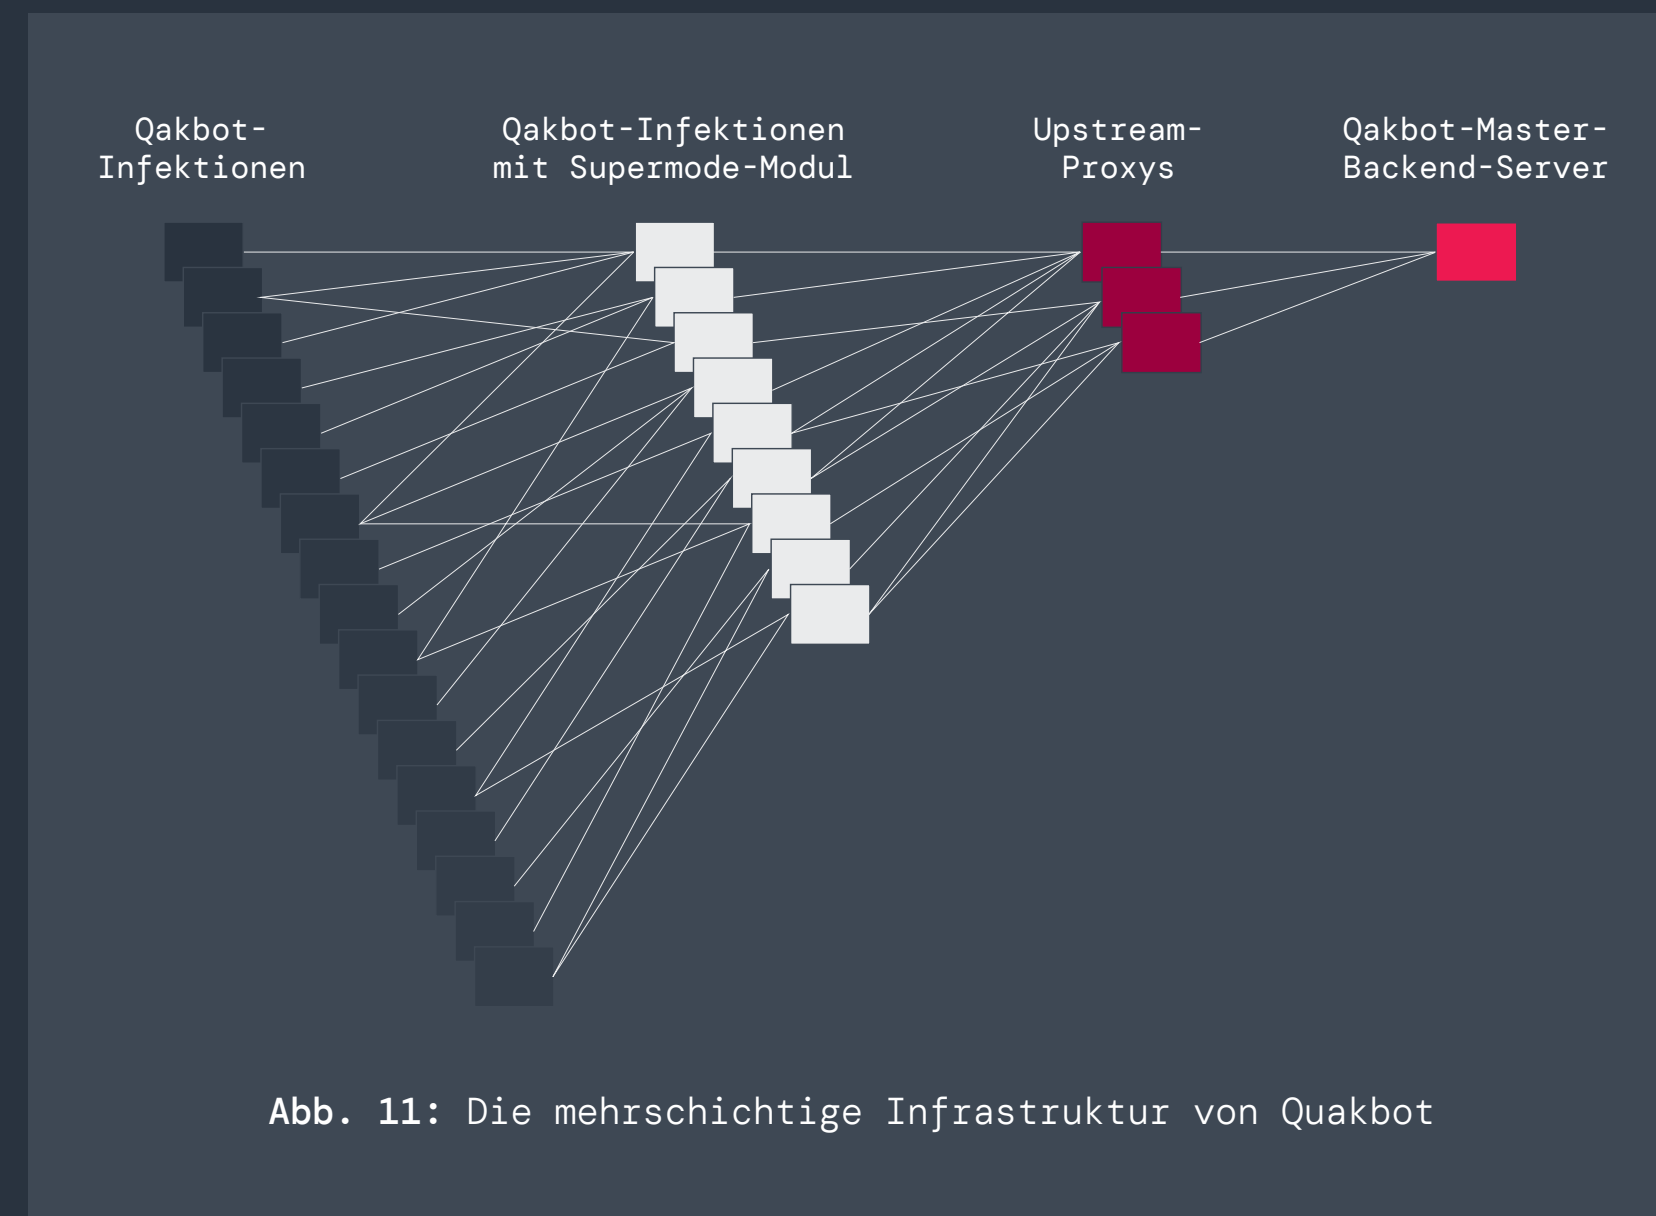 Qakbot-
Infektionen
Qakbot-Infektionen
mit Supermode-Modul
Upstream-
Proxys
Qakbot-Master-
Backend-Server
Abb. 11: Die mehrschichtige Infrastruktur von Quakbot